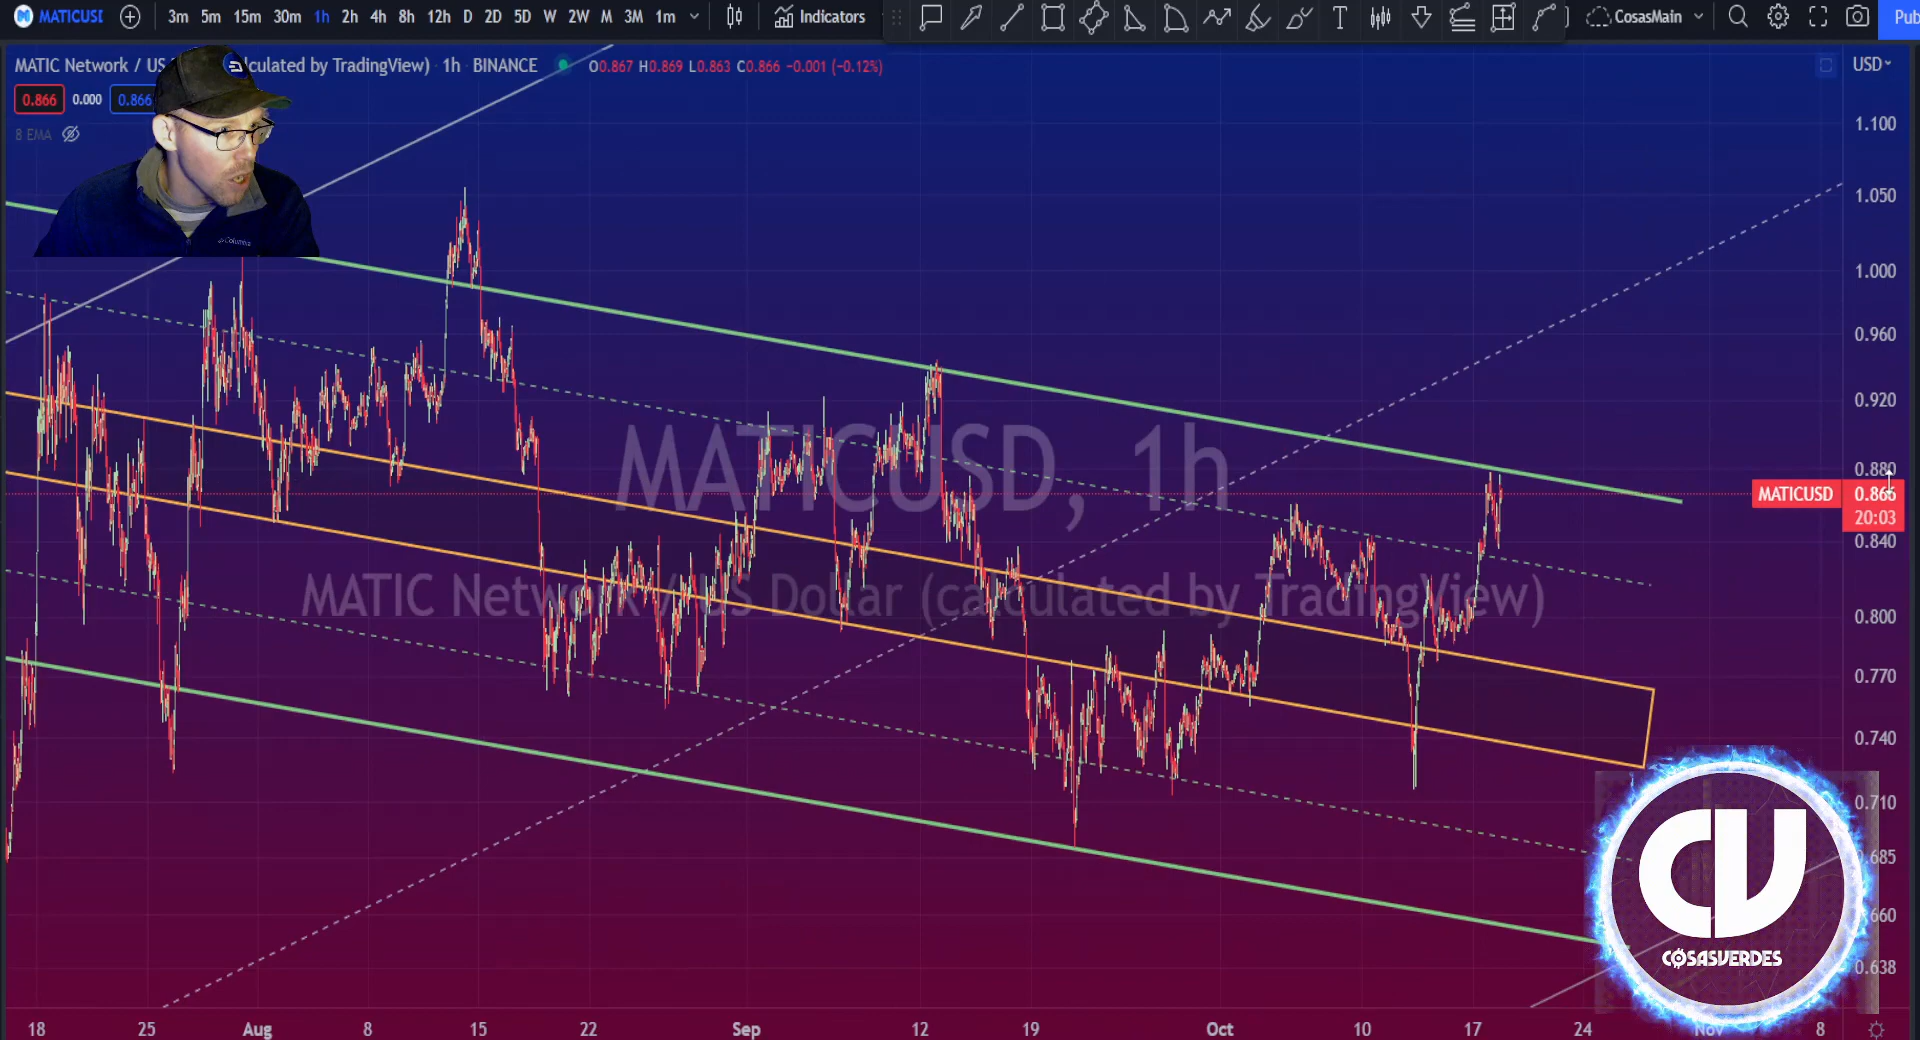 MATICUSI 3m 5m 15m 30m 1h 2h 4h 8h 12h D 2D 5D W 2W M 3M 1m Indicators CosasMain Pub
MATIC Network / US culated by TradingView) · 1h · BINANCE O0.867 H0.869 L0.863 C0.866 −0.001 (−0.12%) USD
0.866 0.000 0.866
8 EMA
Columbia
1.100
1.050
1.000
0.960
0.920
0.880
MATICUSD 0.866
20:03
0.840
0.800
0.770
0.740
0.710
0.685
0.660
0.638
MATICUSD, 1h
MATIC Network / US Dollar (calculated by TradingView)
CV
COSASVERDES
18 25 Aug 8 15 22 Sep 12 19 Oct 10 17 24 Nov 8